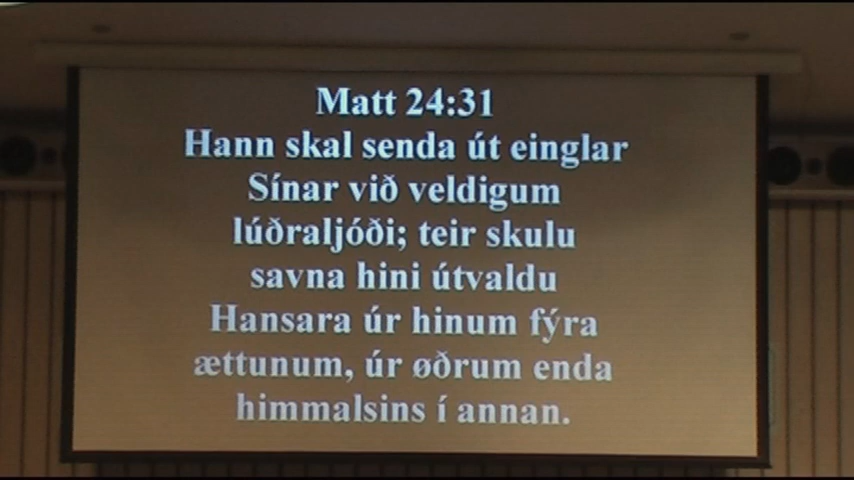 Matt 24:31
Hann skal senda út einglar
Sínar við veldigum
lúðraljóði; teir skulu
savna hini útvaldu
Hansara úr hinum fýra
ættunum, úr øðrum enda
himmalsins í annan.